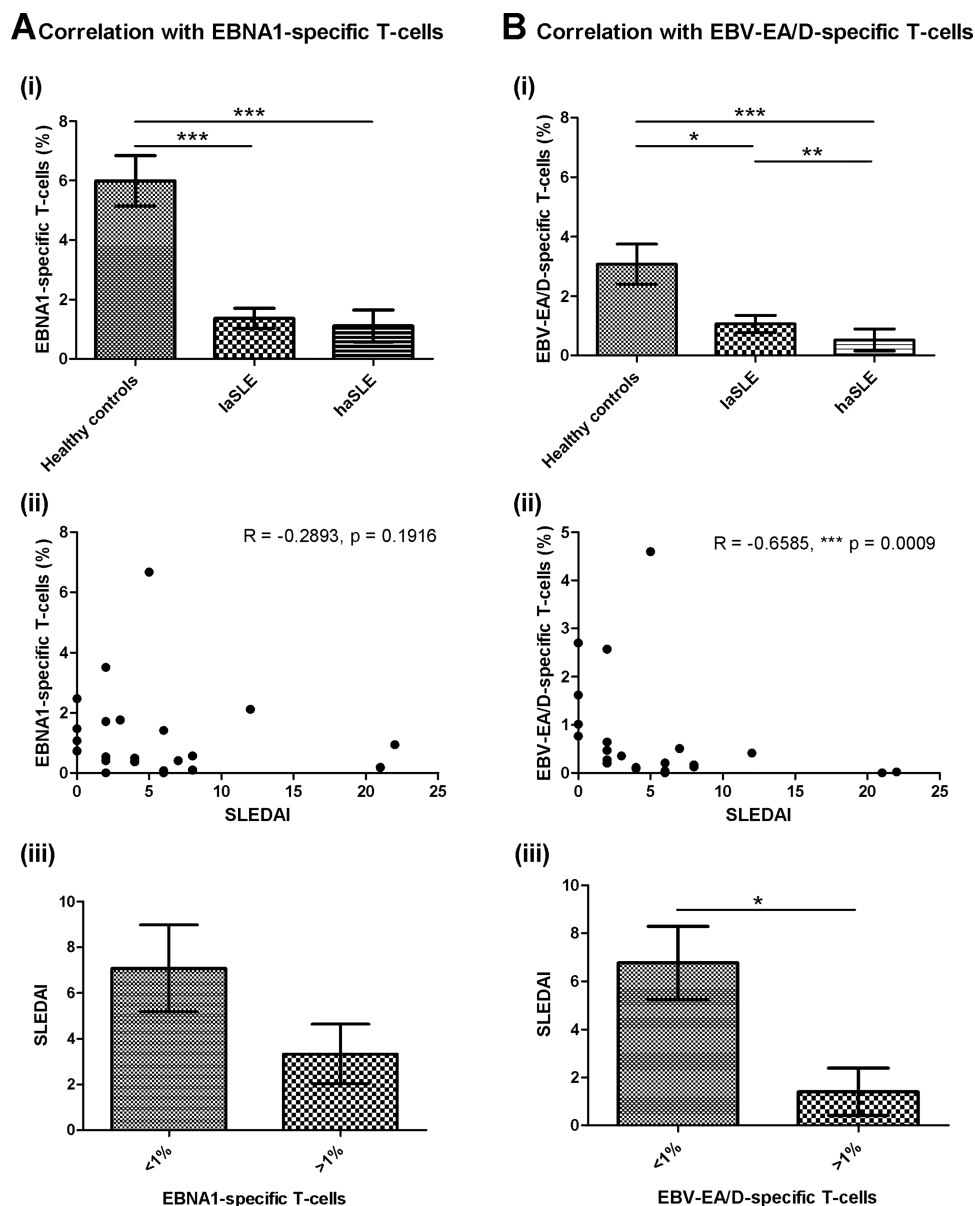 A Correlation with EBNA1-specific T-cells
(i)
EBNA1-specific T-cells (%)
8
6
4
2
0
***
***
Healthy controls
laSLE
haSLE
(ii)
EBNA1-specific T-cells (%)
8
6
4
2
0
R = -0.2893, p = 0.1916
0 5 10 15 20 25
SLEDAI
(iii)
SLEDAI
10
8
6
4
2
0
<1%
>1%
EBNA1-specific T-cells
B Correlation with EBV-EA/D-specific T-cells
(i)
EBV-EA/D-specific T-cells (%)
8
6
4
2
0
***
*
**
Healthy controls
laSLE
haSLE
(ii)
EBV-EA/D-specific T-cells (%)
5
4
3
2
1
0
R = -0.6585, *** p = 0.0009
0 5 10 15 20 25
SLEDAI
(iii)
SLEDAI
10
8
6
4
2
0
*
<1%
>1%
EBV-EA/D-specific T-cells